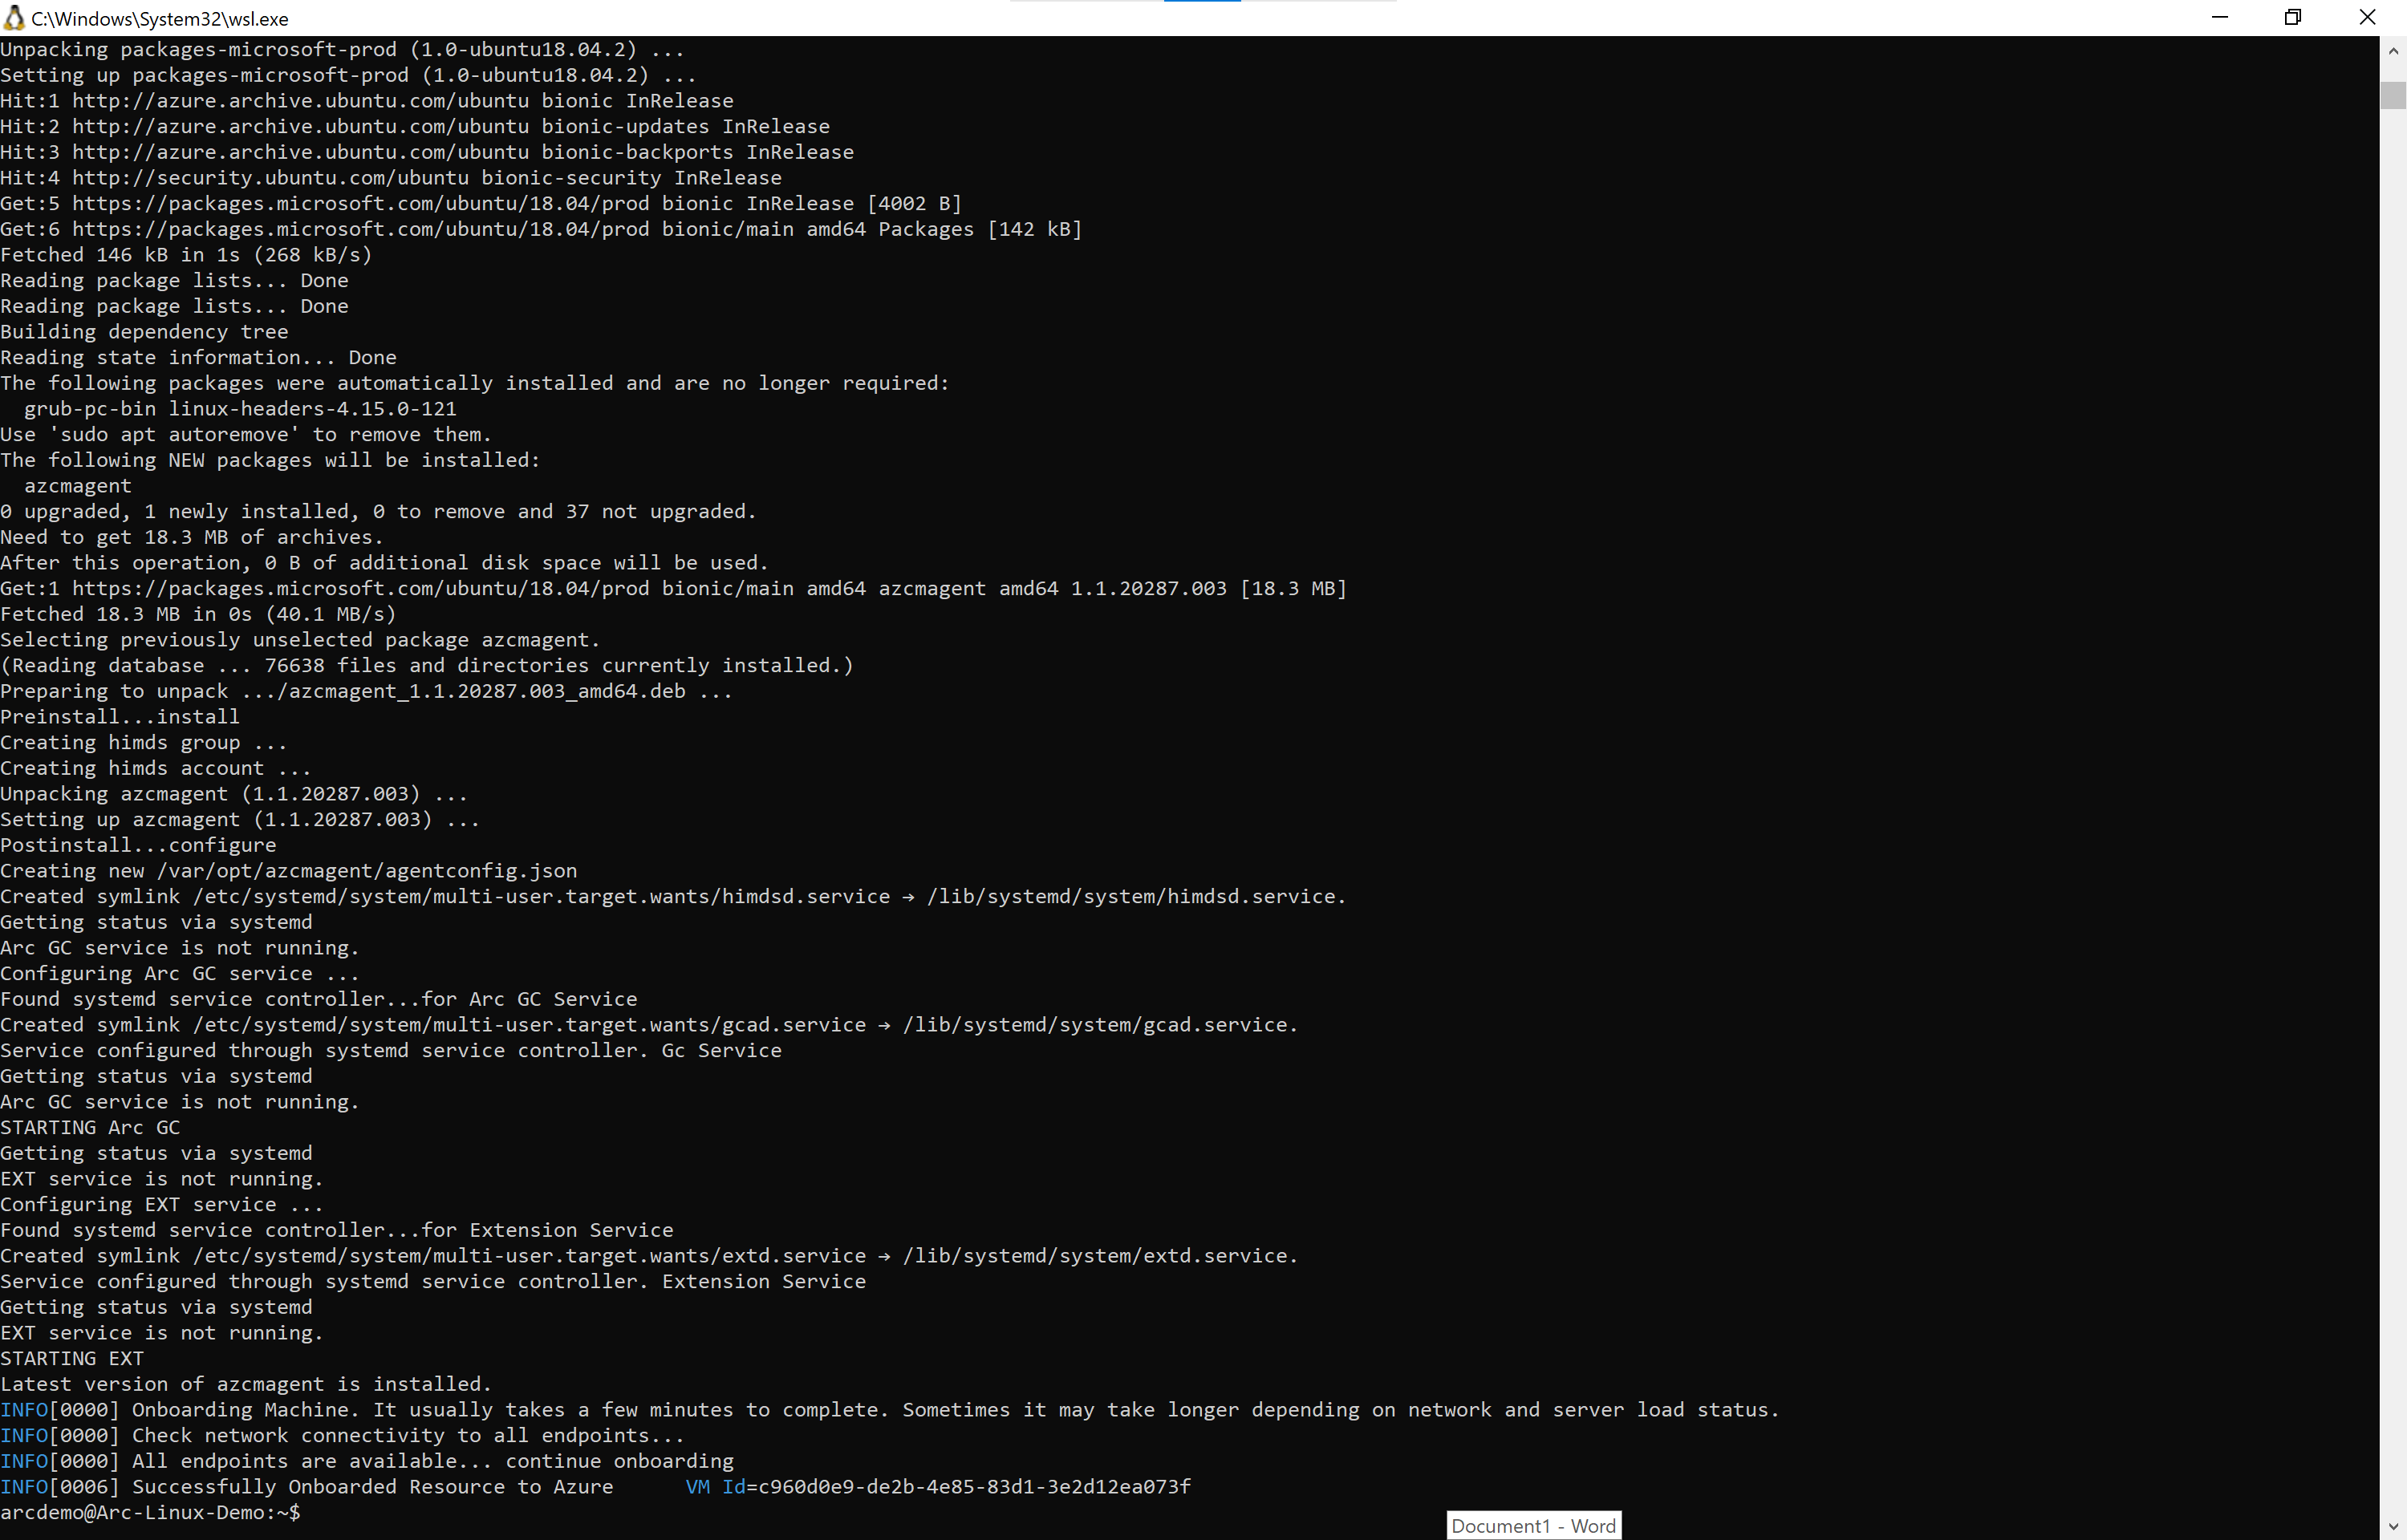 C:\Windows\System32\wsl.exe
Unpacking packages-microsoft-prod (1.0-ubuntu18.04.2) ...
Setting up packages-microsoft-prod (1.0-ubuntu18.04.2) ...
Hit:1 http://azure.archive.ubuntu.com/ubuntu bionic InRelease
Hit:2 http://azure.archive.ubuntu.com/ubuntu bionic-updates InRelease
Hit:3 http://azure.archive.ubuntu.com/ubuntu bionic-backports InRelease
Hit:4 http://security.ubuntu.com/ubuntu bionic-security InRelease
Get:5 https://packages.microsoft.com/ubuntu/18.04/prod bionic InRelease [4002 B]
Get:6 https://packages.microsoft.com/ubuntu/18.04/prod bionic/main amd64 Packages [142 kB]
Fetched 146 kB in 1s (268 kB/s)
Reading package lists... Done
Reading package lists... Done
Building dependency tree
Reading state information... Done
The following packages were automatically installed and are no longer required:
  grub-pc-bin linux-headers-4.15.0-121
Use 'sudo apt autoremove' to remove them.
The following NEW packages will be installed:
  azcmagent
0 upgraded, 1 newly installed, 0 to remove and 37 not upgraded.
Need to get 18.3 MB of archives.
After this operation, 0 B of additional disk space will be used.
Get:1 https://packages.microsoft.com/ubuntu/18.04/prod bionic/main amd64 azcmagent amd64 1.1.20287.003 [18.3 MB]
Fetched 18.3 MB in 0s (40.1 MB/s)
Selecting previously unselected package azcmagent.
(Reading database ... 76638 files and directories currently installed.)
Preparing to unpack .../azcmagent_1.1.20287.003_amd64.deb ...
Preinstall...install
Creating himds group ...
Creating himds account ...
Unpacking azcmagent (1.1.20287.003) ...
Setting up azcmagent (1.1.20287.003) ...
Postinstall...configure
Creating new /var/opt/azcmagent/agentconfig.json
Created symlink /etc/systemd/system/multi-user.target.wants/himdsd.service → /lib/systemd/system/himdsd.service.
Getting status via systemd
Arc GC service is not running.
Configuring Arc GC service ...
Found systemd service controller...for Arc GC Service
Created symlink /etc/systemd/system/multi-user.target.wants/gcad.service → /lib/systemd/system/gcad.service.
Service configured through systemd service controller. Gc Service
Getting status via systemd
Arc GC service is not running.
STARTING Arc GC
Getting status via systemd
EXT service is not running.
Configuring EXT service ...
Found systemd service controller...for Extension Service
Created symlink /etc/systemd/system/multi-user.target.wants/extd.service → /lib/systemd/system/extd.service.
Service configured through systemd service controller. Extension Service
Getting status via systemd
EXT service is not running.
STARTING EXT
Latest version of azcmagent is installed.
INFO[0000] Onboarding Machine. It usually takes a few minutes to complete. Sometimes it may take longer depending on network and server load status.
INFO[0000] Check network connectivity to all endpoints...
INFO[0000] All endpoints are available... continue onboarding
INFO[0006] Successfully Onboarded Resource to Azure      VM Id=c960d0e9-de2b-4e85-83d1-3e2d12ea073f
arcdemo@Arc-Linux-Demo:~$
Document1 - Word